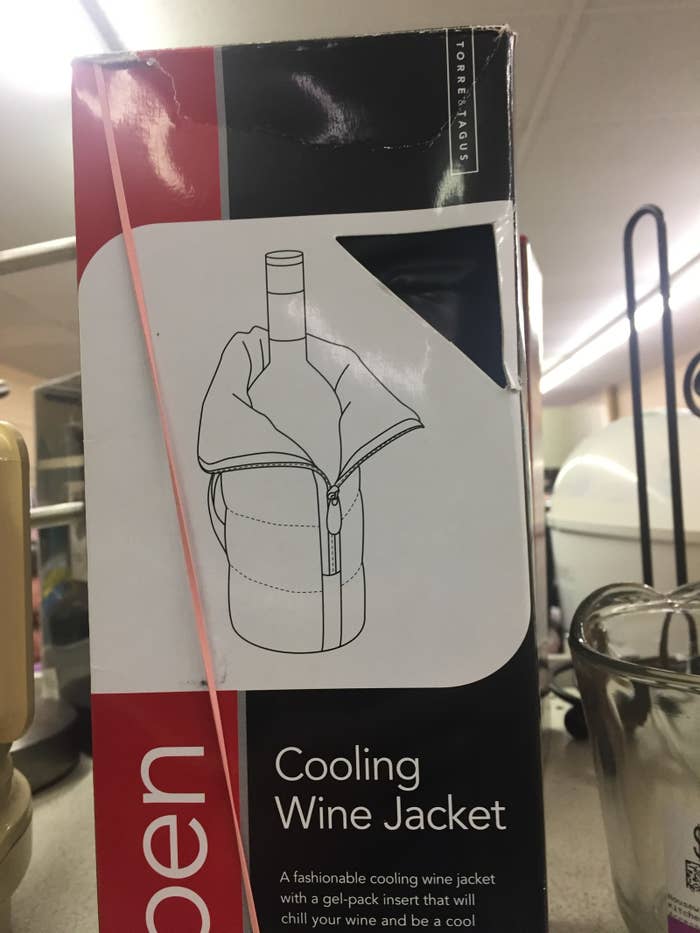 TORRE & TAGUS
pen
Cooling
Wine Jacket
A fashionable cooling wine jacket
with a gel-pack insert that will
chill your wine and be a cool